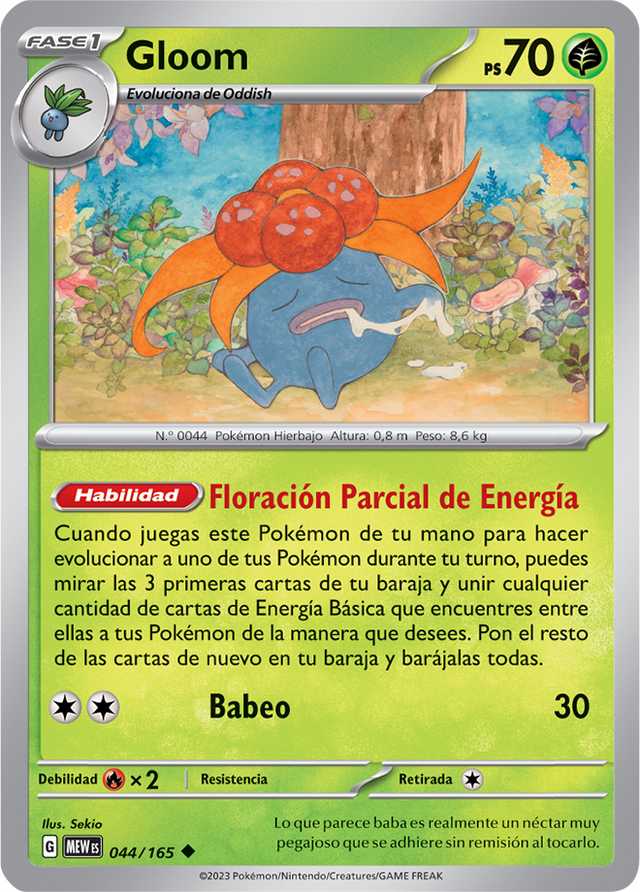 FASE 1
Gloom
PS 70
Evoluciona de Oddish
N.º 0044 Pokémon Hierbajo Altura: 0,8 m Peso: 8,6 kg
Habilidad Floración Parcial de Energía
Cuando juegas este Pokémon de tu mano para hacer
evolucionar a uno de tus Pokémon durante tu turno, puedes
mirar las 3 primeras cartas de tu baraja y unir cualquier
cantidad de cartas de Energía Básica que encuentres entre
ellas a tus Pokémon de la manera que desees. Pon el resto
de las cartas de nuevo en tu baraja y barájalas todas.
Babeo 30
Debilidad ×2 Resistencia Retirada
Ilus. Sekio
G MEW ES 044/165
Lo que parece baba es realmente un néctar muy
pegajoso que se adhiere sin remisión al tocarlo.
©2023 Pokémon/Nintendo/Creatures/GAME FREAK